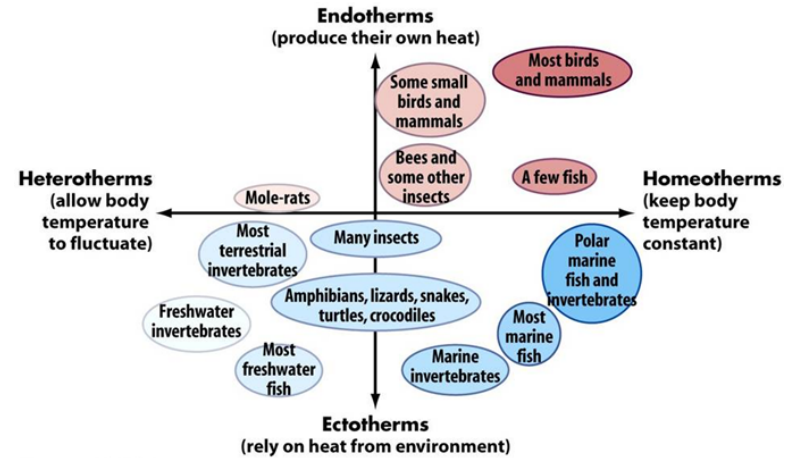 Endotherms
(produce their own heat)
Most birds
and mammals
Some small
birds and
mammals
Bees and
some other
insects
A few fish
Heterotherms
(allow body
temperature
to fluctuate)
Mole-rats
Homeotherms
(keep body
temperature
constant)
Most
terrestrial
invertebrates
Many insects
Polar
marine
fish and
invertebrates
Amphibians, lizards, snakes,
turtles, crocodiles
Freshwater
invertebrates
Most
marine
fish
Most
freshwater
fish
Marine
invertebrates
Ectotherms
(rely on heat from environment)